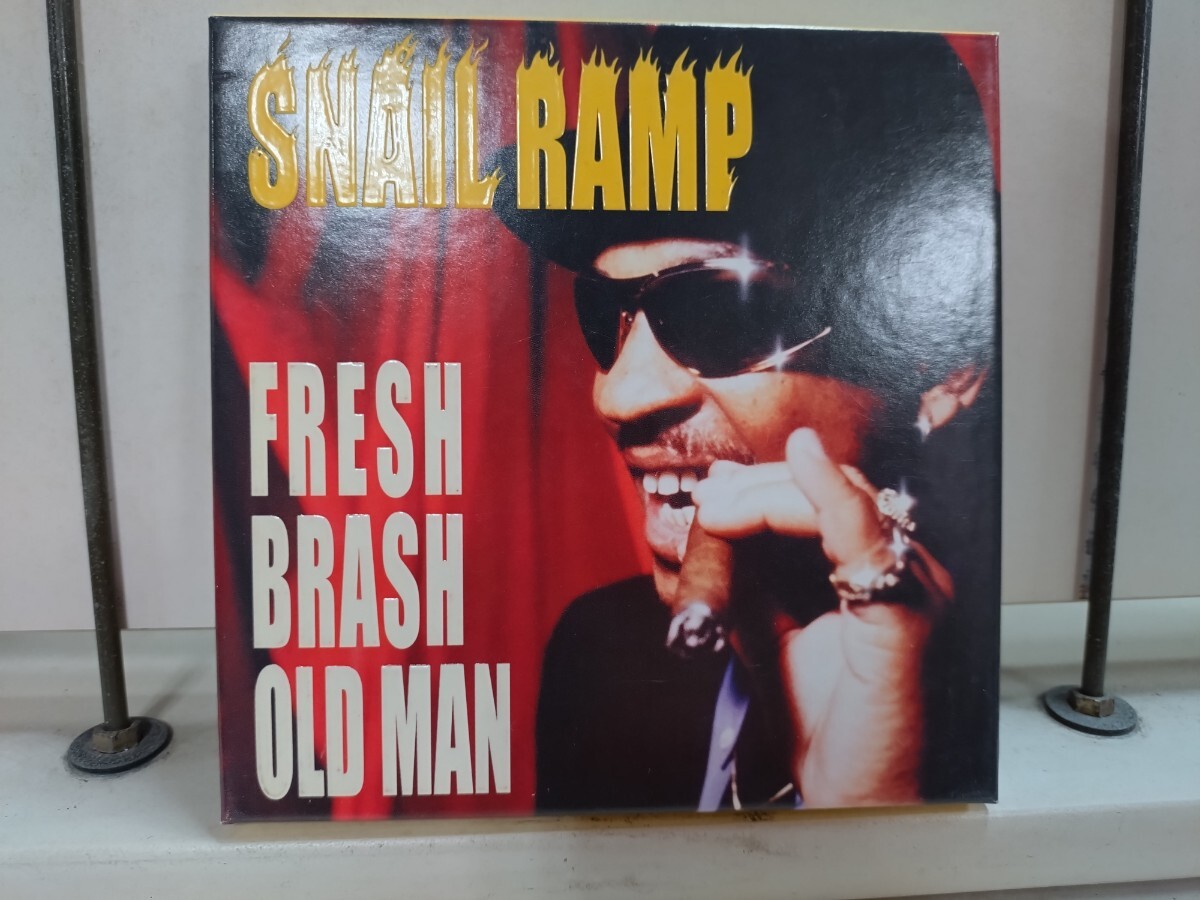 SNAIL RAMP
FRESH
BRASH
OLD MAN